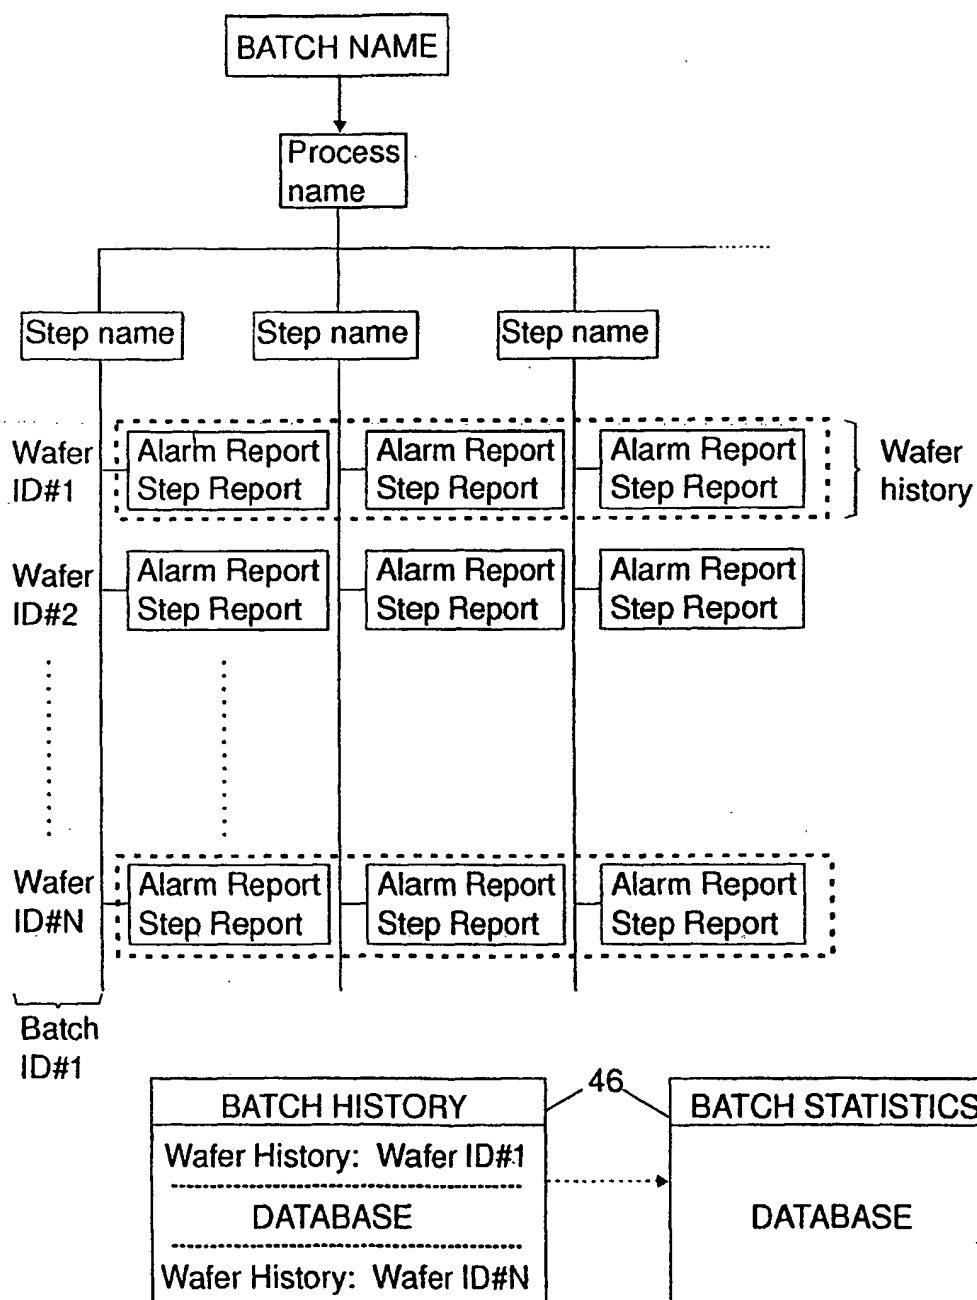 BATCH NAME
Process
name
Step name Step name Step name
Wafer
ID#1
Alarm Report
Step Report
Alarm Report
Step Report
Alarm Report
Step Report
Wafer
history
Wafer
ID#2
Alarm Report
Step Report
Alarm Report
Step Report
Alarm Report
Step Report
Wafer
ID#N
Alarm Report
Step Report
Alarm Report
Step Report
Alarm Report
Step Report
Batch
ID#1
46
BATCH HISTORY
Wafer History: Wafer ID#1
DATABASE
Wafer History: Wafer ID#N
BATCH STATISTICS
DATABASE